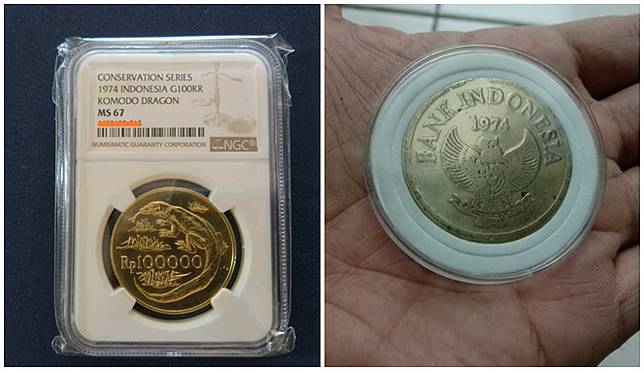 CONSERVATION SERIES
1974 INDONESIA G100KR
KOMODO DRAGON
MS 67
NUMISMATIC GUARANTY CORPORATION
NGC
Rp100000
BANK INDONESIA
1974